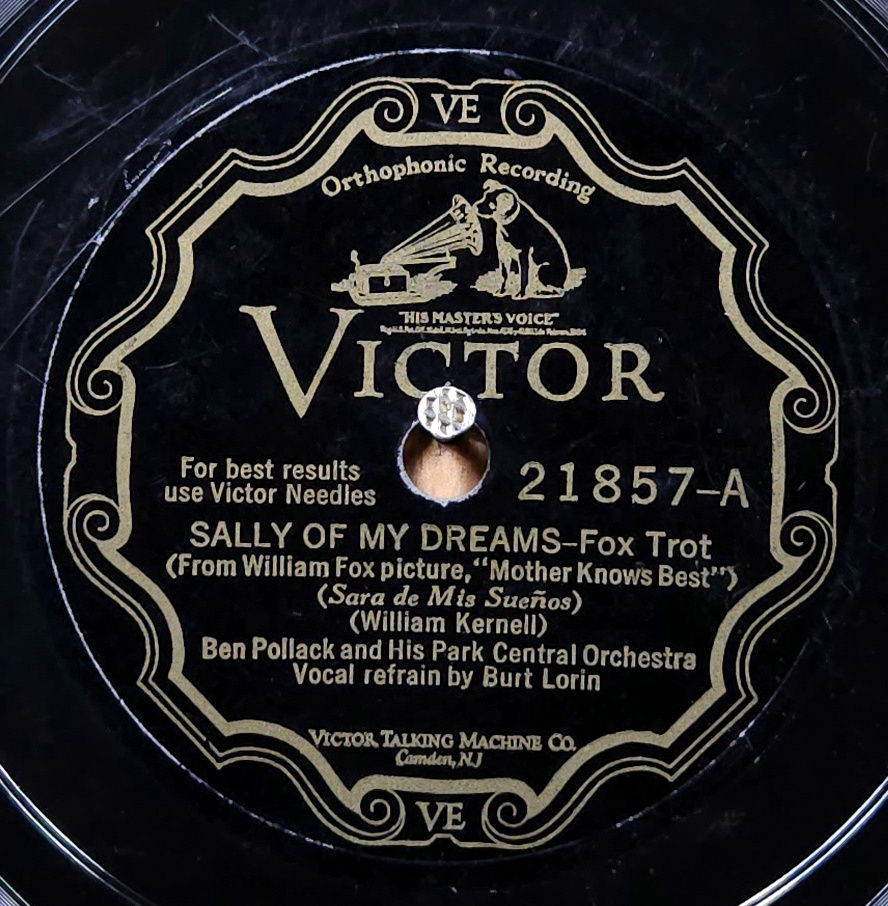 VE
Orthophonic Recording
"HIS MASTER'S VOICE"
VICTOR
For best results
use Victor Needles
21857-A
SALLY OF MY DREAMS-Fox Trot
(From William Fox picture, "Mother Knows Best")
(Sara de Mis Sueños)
(William Kernell)
Ben Pollack and His Park Central Orchestra
Vocal refrain by Burt Lorin
VICTOR TALKING MACHINE CO.
Camden, NJ
VE